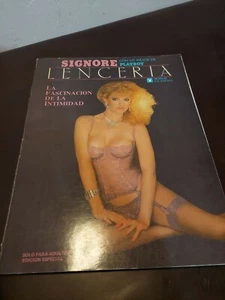 SIGNORE
PLAYBOY
LENCERIA
LA
FASCINACION
DE LA
INTIMIDAD
SOLO PARA ADULTOS
EDICION ESPECIAL